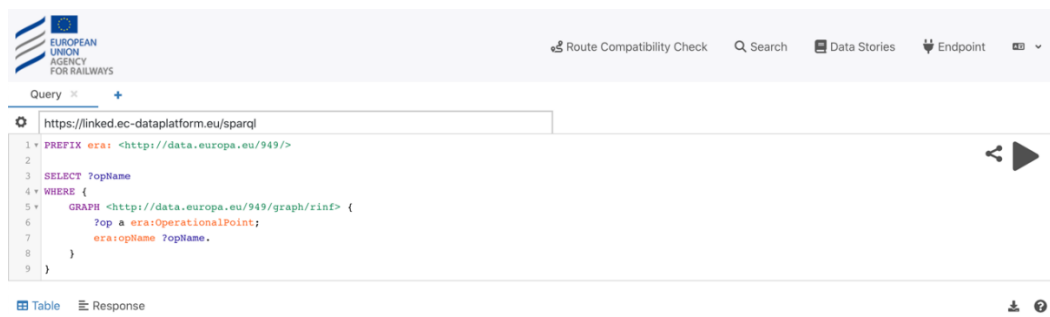 EUROPEAN
UNION
AGENCY
FOR RAILWAYS
Route Compatibility Check Search Data Stories Endpoint
Query × +
https://linked.ec-dataplatform.eu/sparql
1 PREFIX era: <http://data.europa.eu/949/>
2
3 SELECT ?opName
4 WHERE {
5 GRAPH <http://data.europa.eu/949/graph/rinf> {
6 ?op a era:OperationalPoint;
7 era:opName ?opName.
8 }
9 }
Table Response